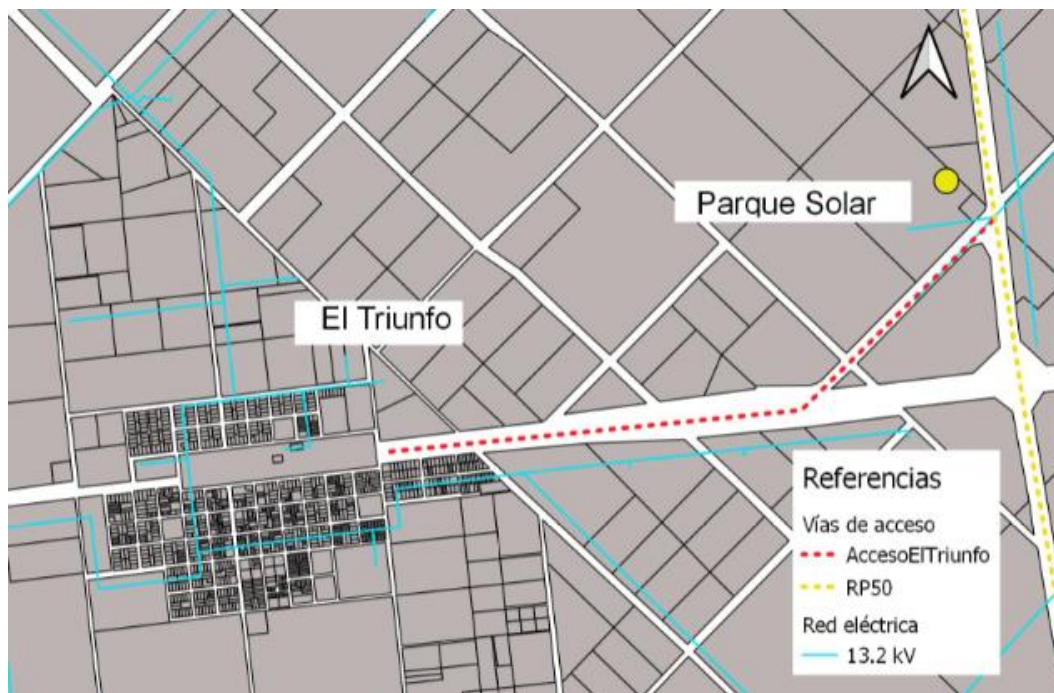 Parque Solar
El Triunfo
Referencias
Vías de acceso
AccesoElTriunfo
RP50
Red eléctrica
13.2 kV